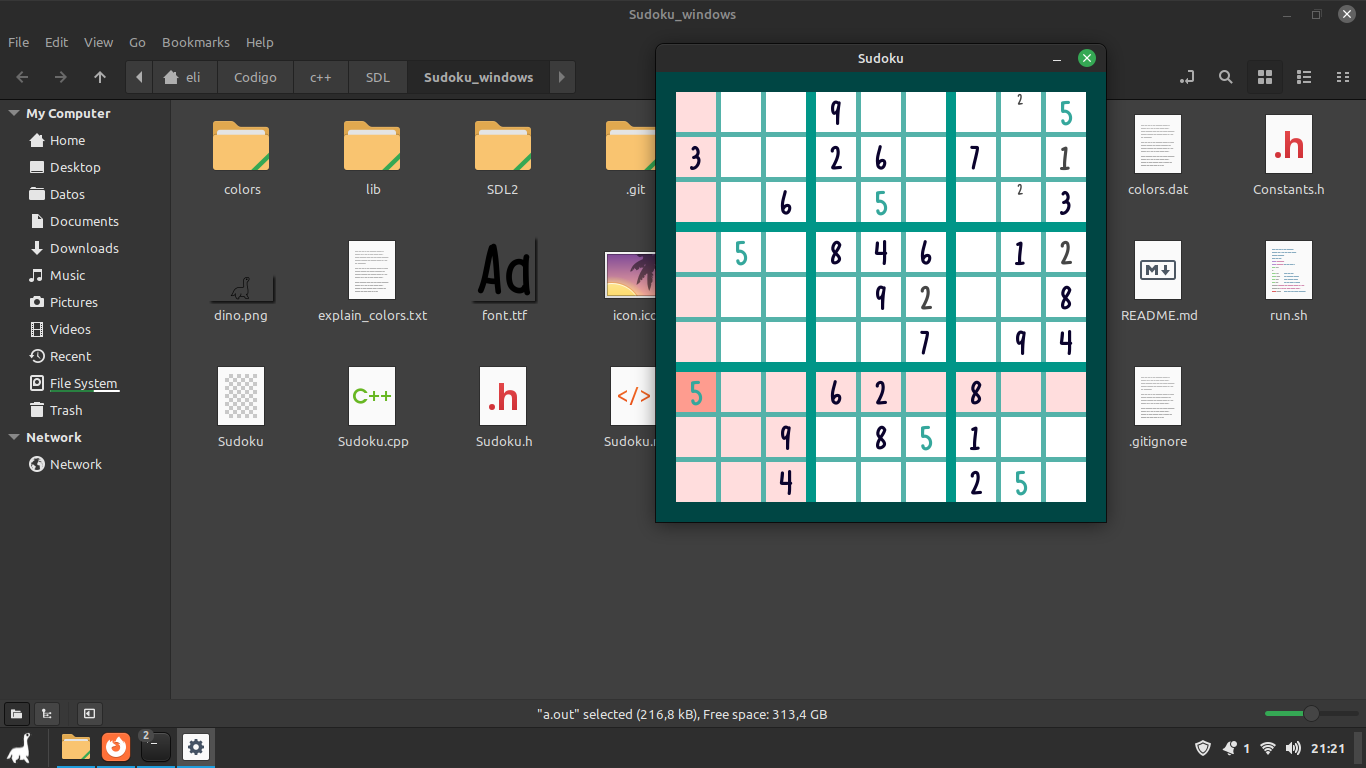 Sudoku_windows
File Edit View Go Bookmarks Help
eli Codigo c++ SDL Sudoku_windows
My Computer
Home
Desktop
Datos
Documents
Downloads
Music
Pictures
Videos
Recent
File System
Trash
Network
Network
colors lib SDL2 .git colors.dat Constants.h
.h
dino.png explain_colors.txt font.ttf README.md run.sh
Aa
M
Sudoku Sudoku.cpp Sudoku.h .gitignore
C++ .h </>
Sudoku
9 2 5
3 2 6 7 1
6 5 2 3
5 8 4 6 1 2
9 2 8
7 9 4
5 6 2 8
9 8 5 1
4 2 5
"a.out" selected (216,8 kB), Free space: 313,4 GB
2
1 21:21